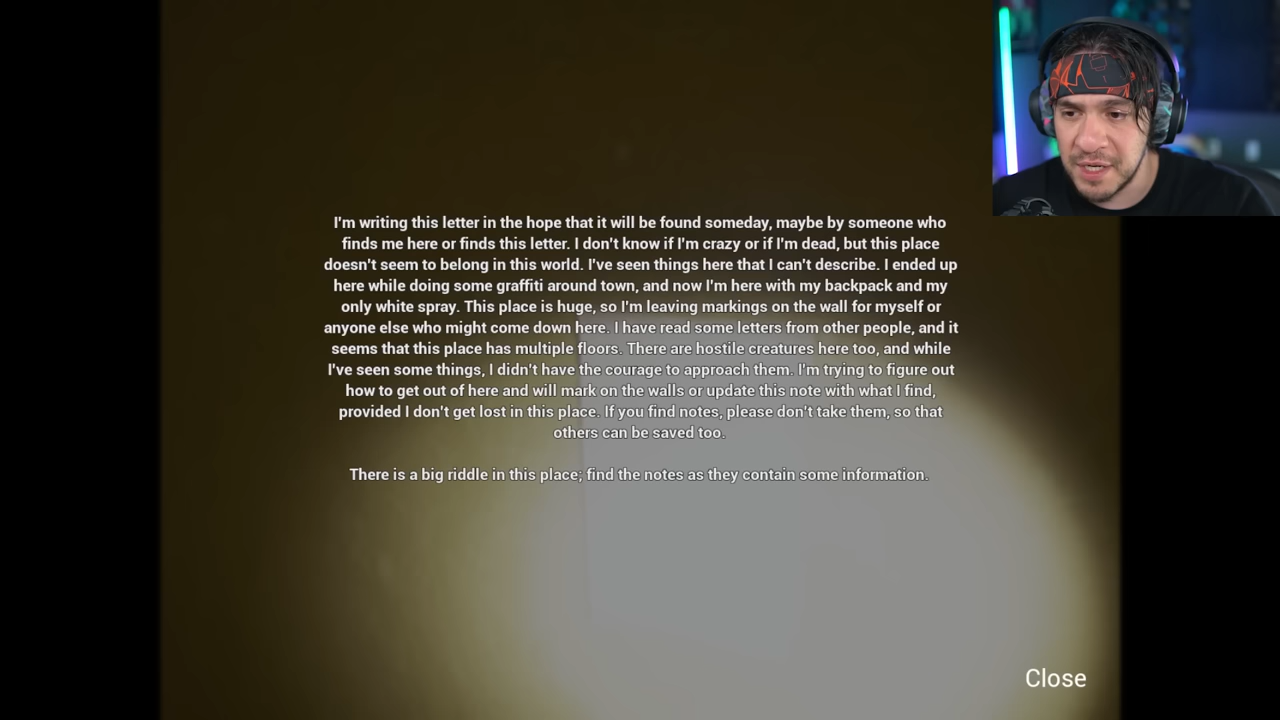 I'm writing this letter in the hope that it will be found someday, maybe by someone who
finds me here or finds this letter. I don't know if I'm crazy or if I'm dead, but this place
doesn't seem to belong in this world. I've seen things here that I can't describe. I ended up
here while doing some graffiti around town, and now I'm here with my backpack and my
only white spray. This place is huge, so I'm leaving markings on the wall for myself or
anyone else who might come down here. I have read some letters from other people, and it
seems that this place has multiple floors. There are hostile creatures here too, and while
I've seen some things, I didn't have the courage to approach them. I'm trying to figure out
how to get out of here and will mark on the walls or update this note with what I find,
provided I don't get lost in this place. If you find notes, please don't take them, so that
others can be saved too.
There is a big riddle in this place; find the notes as they contain some information.
Close